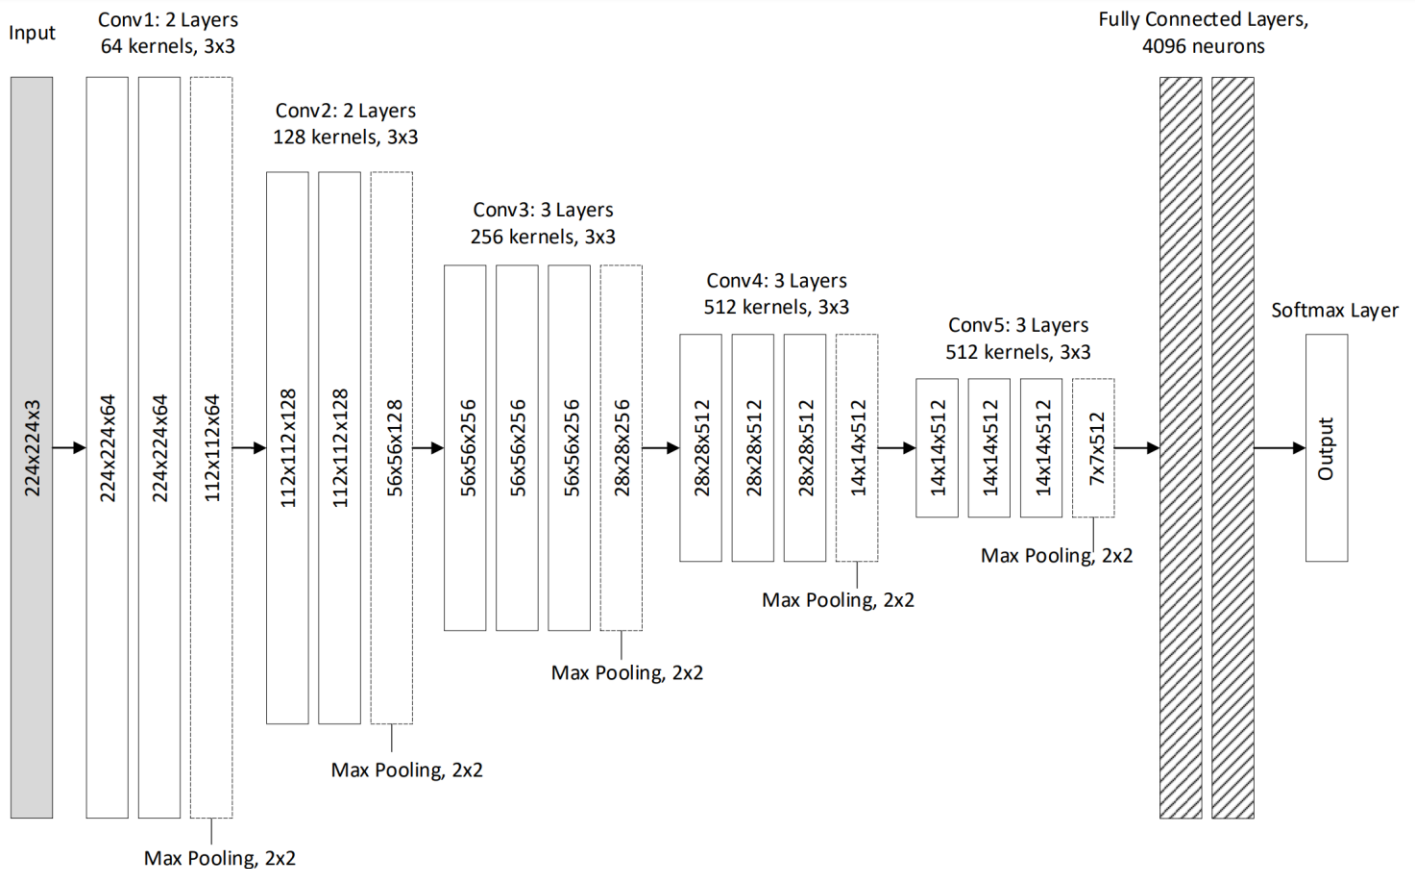 Input
Conv1: 2 Layers
64 kernels, 3x3
Conv2: 2 Layers
128 kernels, 3x3
Conv3: 3 Layers
256 kernels, 3x3
Conv4: 3 Layers
512 kernels, 3x3
Conv5: 3 Layers
512 kernels, 3x3
Fully Connected Layers,
4096 neurons
Softmax Layer
224x224x3
224x224x64
224x224x64
112x112x64
112x112x128
112x112x128
56x56x128
56x56x256
56x56x256
56x56x256
28x28x256
28x28x512
28x28x512
28x28x512
14x14x512
14x14x512
14x14x512
14x14x512
7x7x512
Output
Max Pooling, 2x2
Max Pooling, 2x2
Max Pooling, 2x2
Max Pooling, 2x2
Max Pooling, 2x2